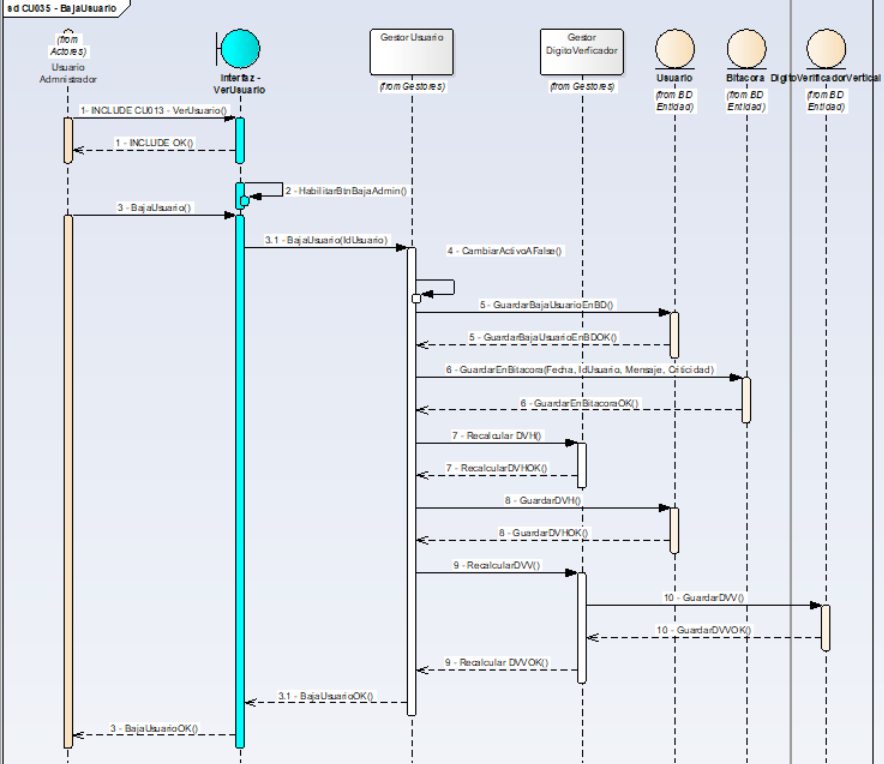 sd CU035 - BajaUsuario
(from
Actores)
Usuario
Admnistrador
Interfaz -
VerUsuario
Gestor Usuario
(from Gestores)
Gestor
DigitoVerficador
(from Gestores)
Usuario
(from BD
Entidad)
Bitacora
(from BD
Entidad)
DigitoVerificadorVertical
(from BD
Entidad)
1- INCLUDE CU013 - VerUsuario()
1 - INCLUDE OK()
2 - HabilitarBtnBajaAdmin()
3 - BajaUsuario()
3.1 - BajaUsuario(IdUsuario)
4 - CambiarActivoAFalse()
5 - GuardarBajaUsuarioEnBD()
5 - GuardarBajaUsuarioEnBDOK()
6 - GuardarEnBitacora(Fecha, IdUsuario, Mensaje, Criticidad)
6 - GuardarEnBitacoraOK()
7 - Recalcular DVH()
7 - RecalcularDVHOK()
8 - GuardarDVH()
8 - GuardarDVHOK()
9 - RecalcularDVV()
10 - GuardarDVV()
10 - GuardarDVVOK()
9 - Recalcular DVVOK()
3.1 - BajaUsuarioOK()
3 - BajaUsuarioOK()